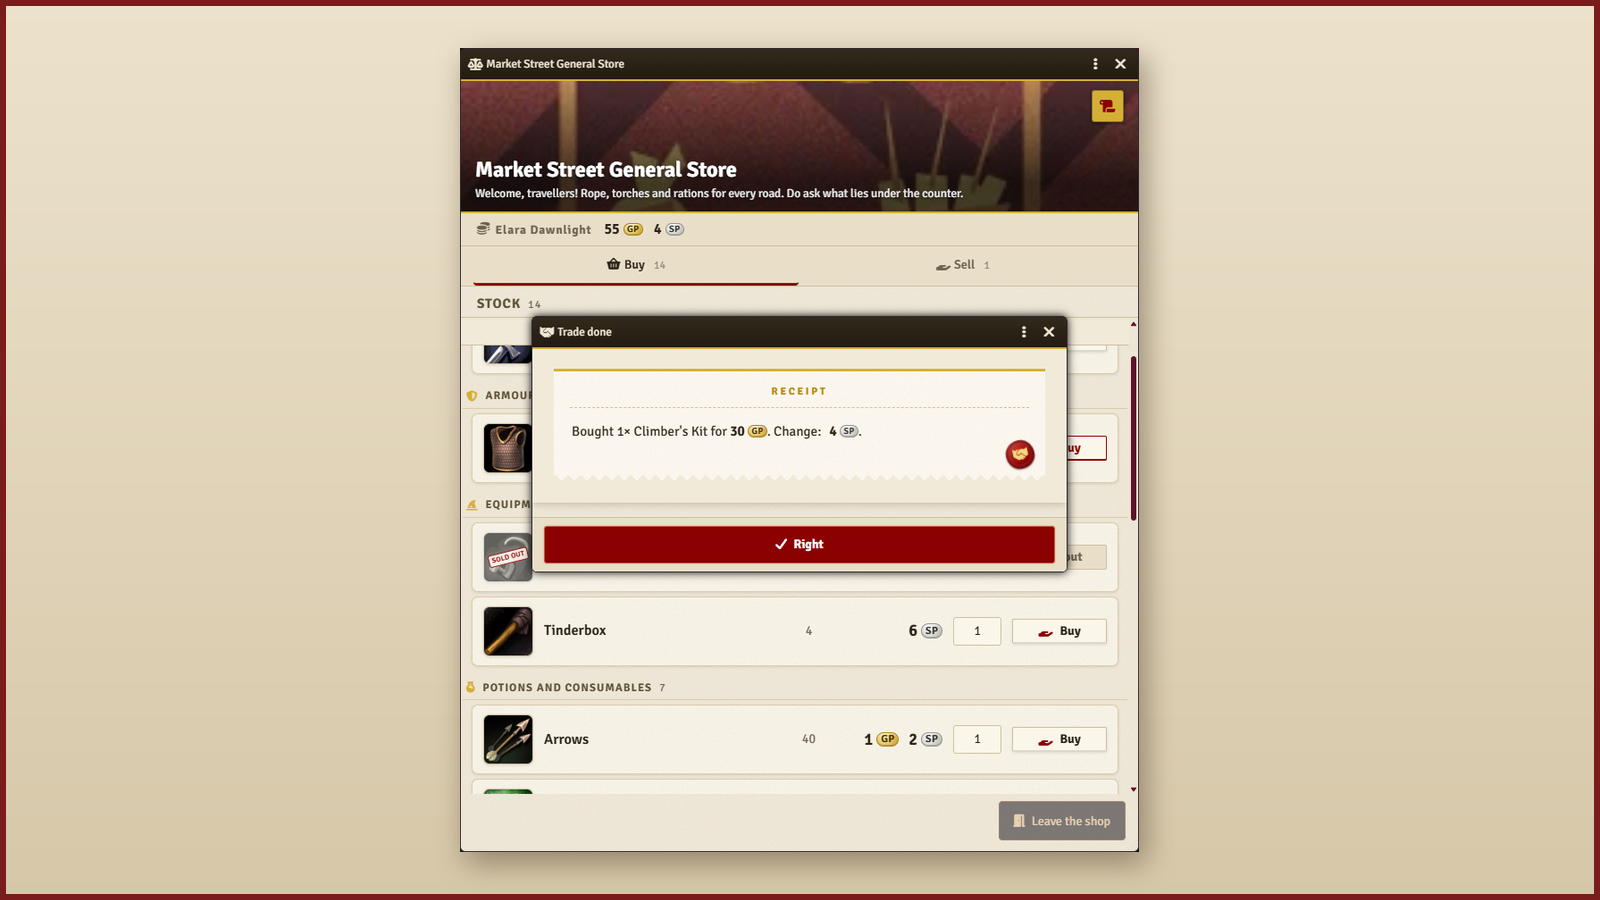 Market Street General Store
Market Street General Store
Welcome, travellers! Rope, torches and rations for every road. Do ask what lies under the counter.
Elara Dawnlight 55 GP 4 SP
Buy 14
Sell 1
STOCK 14
Trade done
RECEIPT
Bought 1× Climber's Kit for 30 GP. Change: 4 SP.
Right
SOLD OUT
Tinderbox 4 6 SP 1 Buy
POTIONS AND CONSUMABLES 7
Arrows 40 1 GP 2 SP 1 Buy
Leave the shop